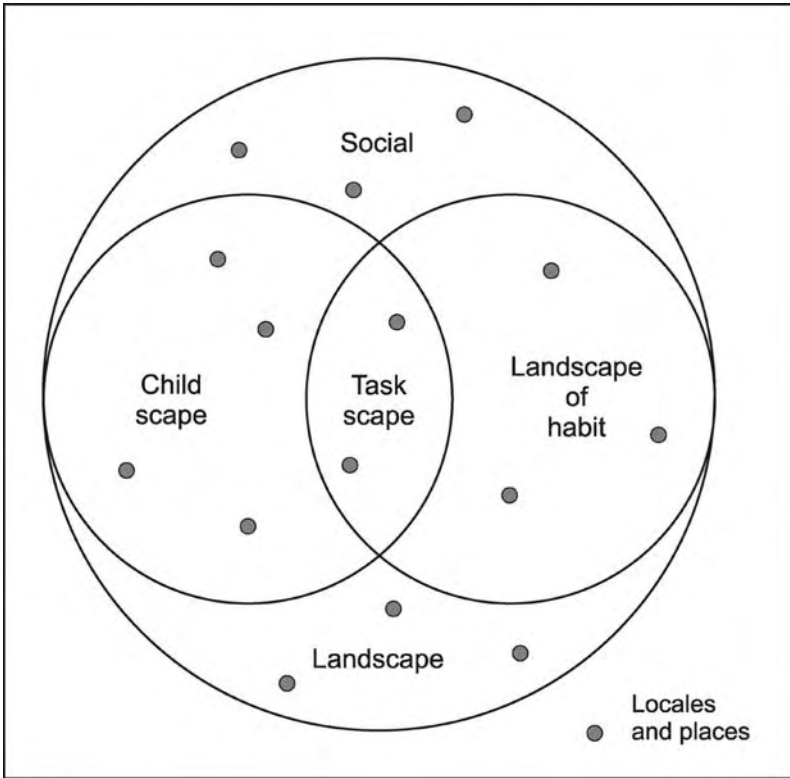 Social
Child
scape
Task
scape
Landscape
of
habit
Landscape
Locales
and places